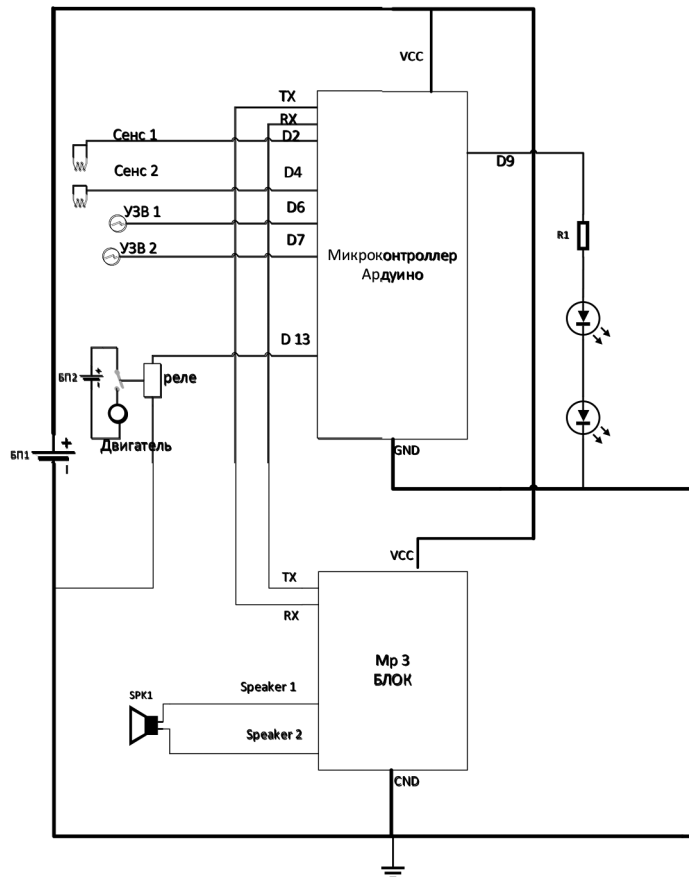 VCC
TX
RX
Сенс 1
D2
D9
Сенс 2
D4
УЗВ 1
D6
R1
УЗВ 2
D7
Микроконтроллер
Ардуино
D 13
БП2
+
-
реле
Двигатель
БП1
+
-
GND
VCC
TX
RX
Mp 3
БЛОК
SPK1
Speaker 1
Speaker 2
CND